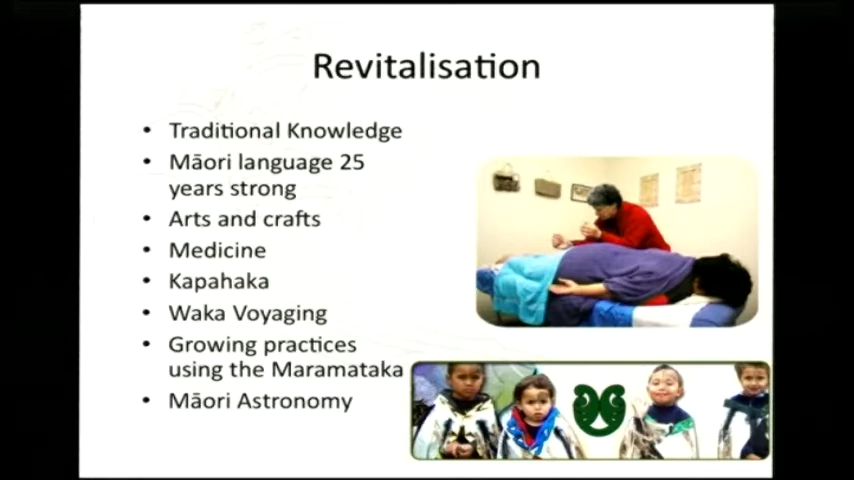 Revitalisation
• Traditional Knowledge
• Māori language 25
years strong
• Arts and crafts
• Medicine
• Kapahaka
• Waka Voyaging
• Growing practices
using the Maramataka
• Māori Astronomy